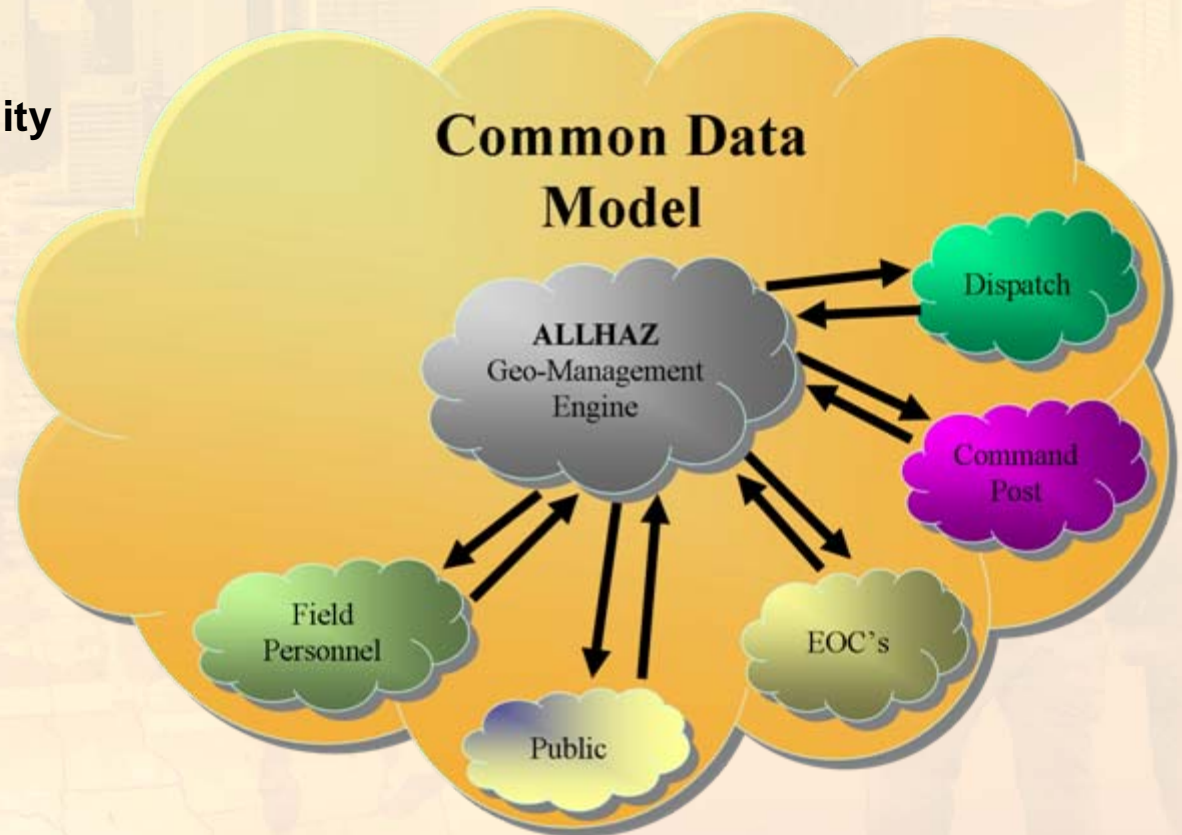 ity
Common Data
Model
ALLHAZ
Geo-Management
Engine
Dispatch
Command
Post
EOC's
Field
Personnel
Public